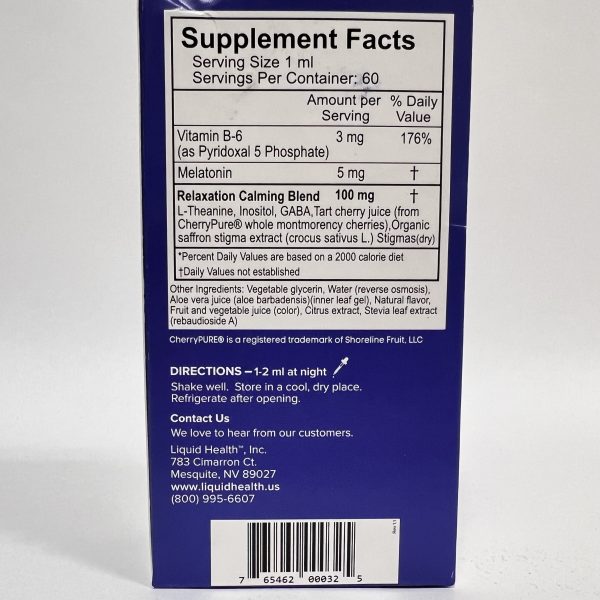 Supplement Facts
Serving Size 1 ml
Servings Per Container: 60
Amount per % Daily
Serving Value
Vitamin B-6 3 mg 176%
(as Pyridoxal 5 Phosphate)
Melatonin 5 mg †
Relaxation Calming Blend 100 mg †
L-Theanine, Inositol, GABA,Tart cherry juice (from
CherryPure® whole montmorency cherries),Organic
saffron stigma extract (crocus sativus L.) Stigmas(dry)
*Percent Daily Values are based on a 2000 calorie diet
†Daily Values not established
Other Ingredients: Vegetable glycerin, Water (reverse osmosis),
Aloe vera juice (aloe barbadensis)(inner leaf gel), Natural flavor,
Fruit and vegetable juice (color), Citrus extract, Stevia leaf extract
(rebaudioside A)
CherryPURE® is a registered trademark of Shoreline Fruit, LLC
DIRECTIONS – 1-2 ml at night
Shake well. Store in a cool, dry place.
Refrigerate after opening.
Contact Us
We love to hear from our customers.
Liquid Health™, Inc.
783 Cimarron Ct.
Mesquite, NV 89027
www.liquidhealth.us
(800) 995-6607
Rev 1.1
7 65462 00032 5